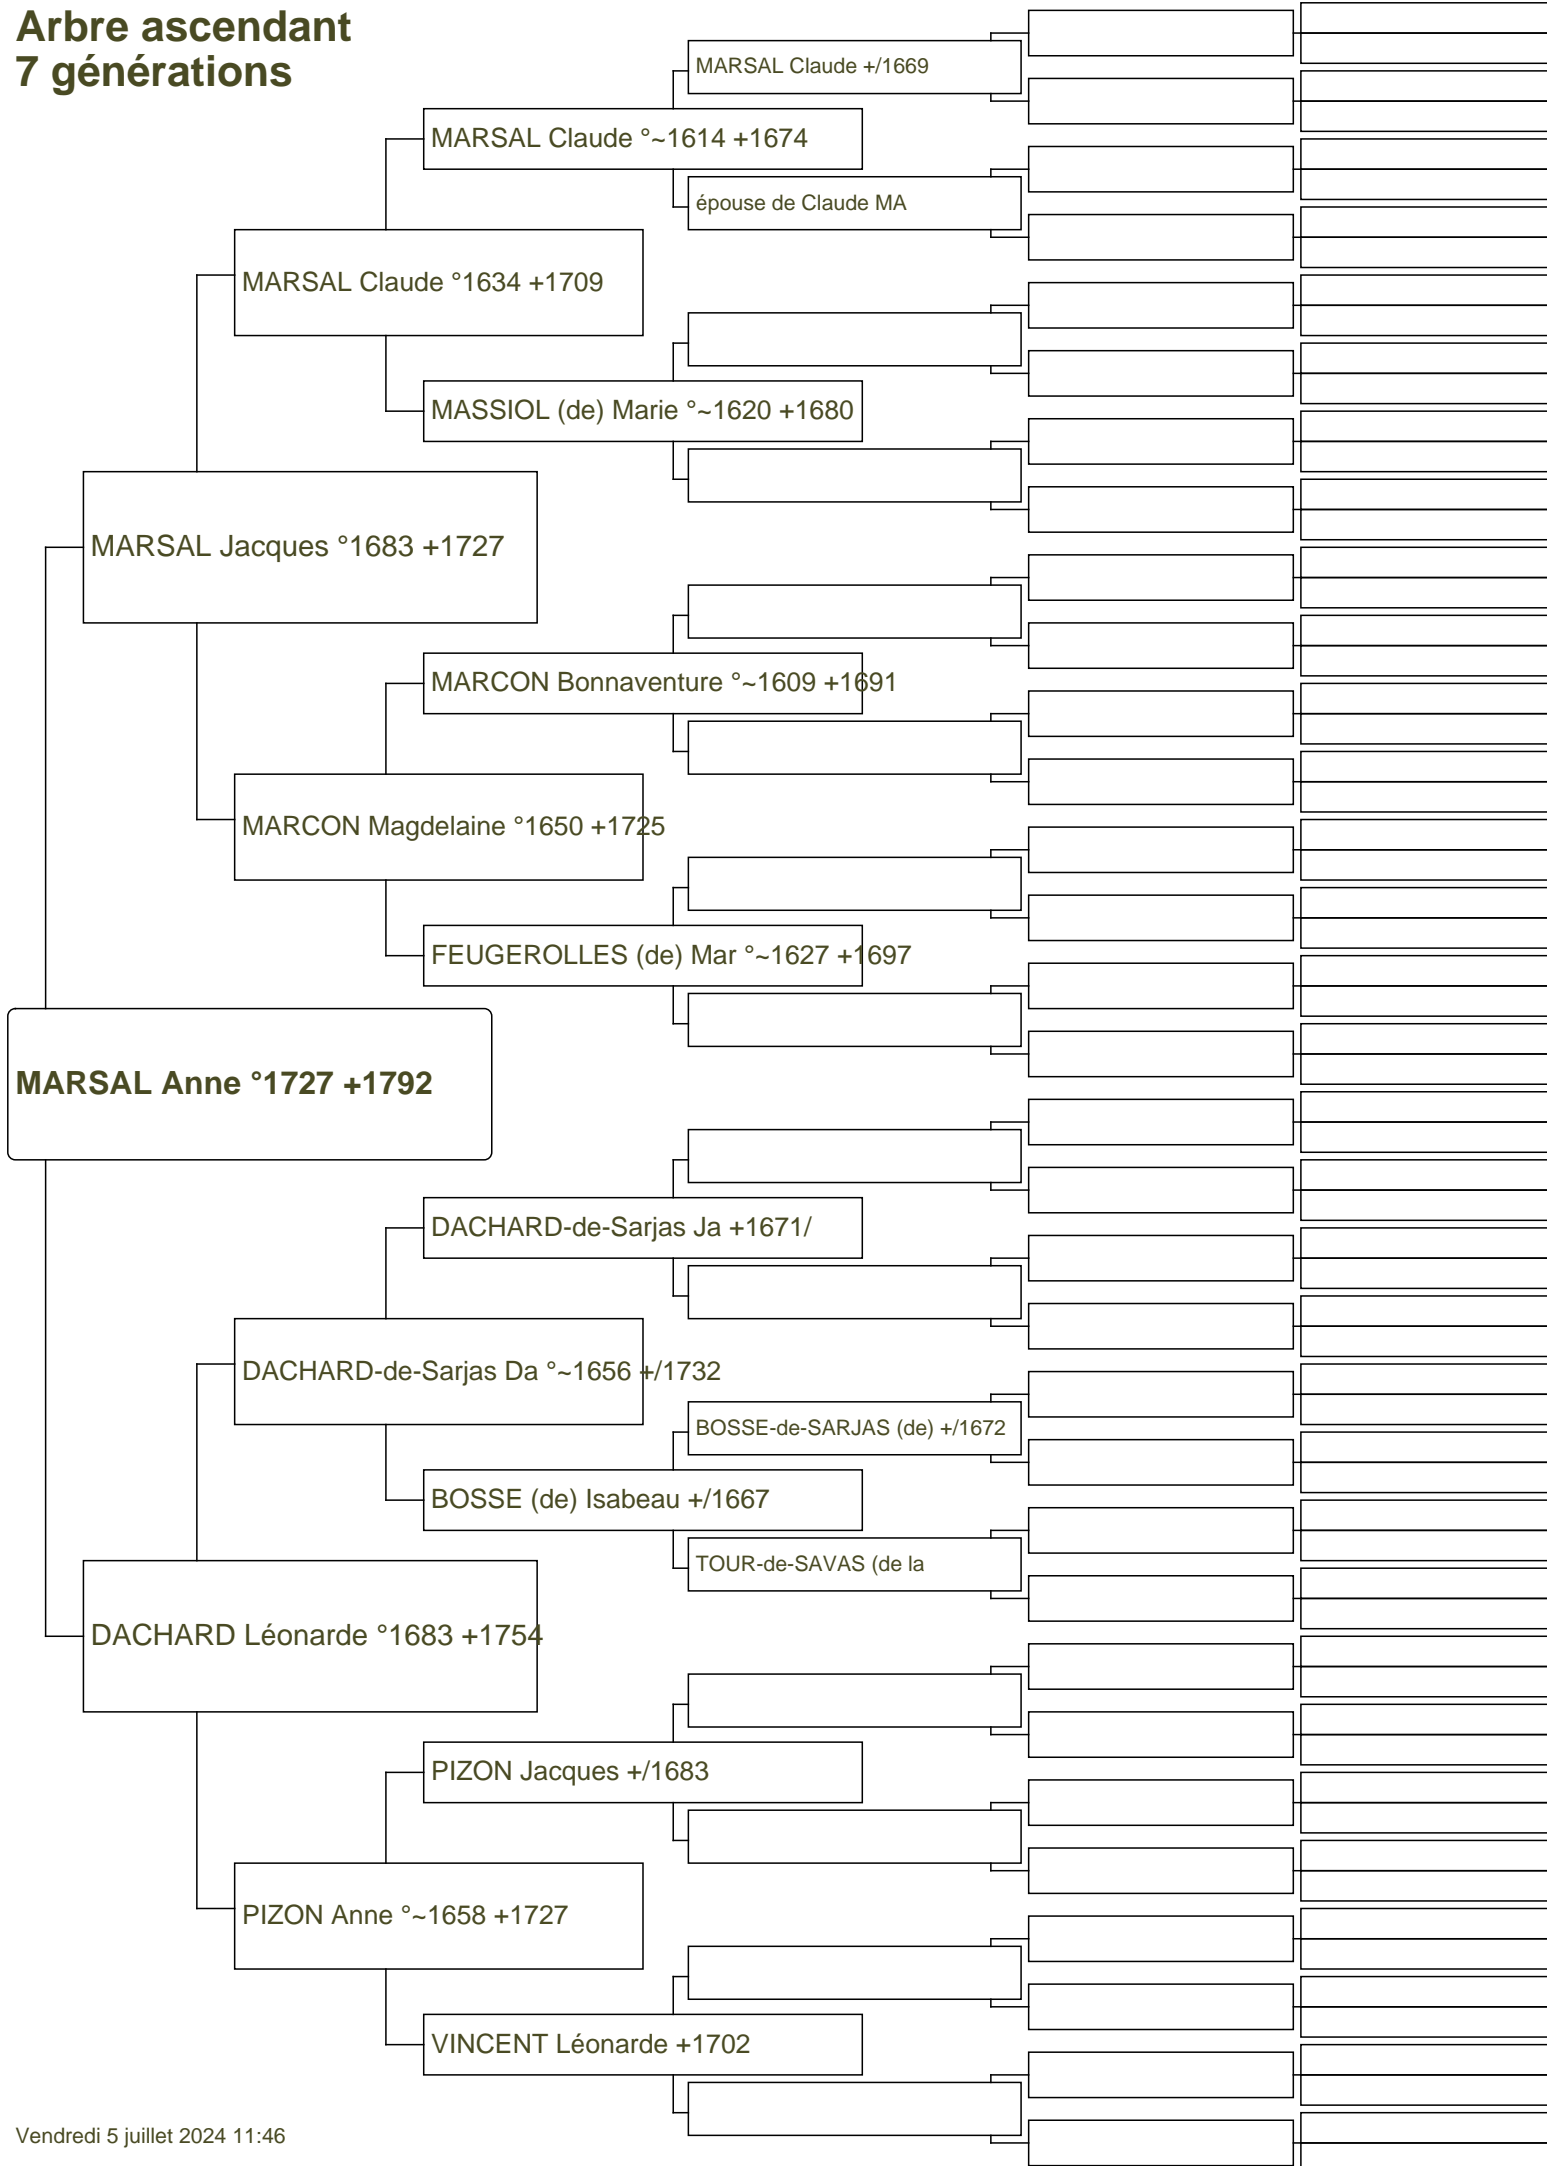 Arbre ascendant
7 générations
MARSAL Claude +/1669
MARSAL Claude °~1614 +1674
épouse de Claude MA
MARSAL Claude °1634 +1709
MASSIOL (de) Marie °~1620 +1680
MARSAL Jacques °1683 +1727
MARCON Bonnaventure °~1609 +1691
MARCON Magdelaine °1650 +1725
FEUGEROLLES (de) Mar °~1627 +1697
MARSAL Anne °1727 +1792
DACHARD-de-Sarjas Ja +1671/
DACHARD-de-Sarjas Da °~1656 +/1732
BOSSE-de-SARJAS (de) +/1672
BOSSE (de) Isabeau +/1667
TOUR-de-SAVAS (de la
DACHARD Léonarde °1683 +1754
PIZON Jacques +/1683
PIZON Anne °~1658 +1727
VINCENT Léonarde +1702
Vendredi 5 juillet 2024 11:46